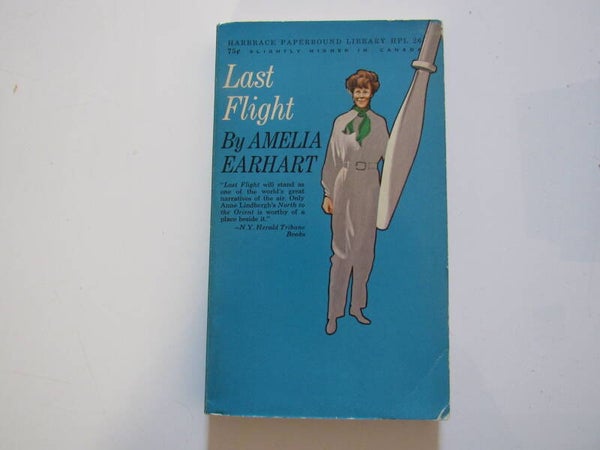 HARBRACE PAPERBOUND LIBRARY HPL 26
75¢ SLIGHTLY HIGHER IN CANADA
Last
Flight
By AMELIA
EARHART
"Last Flight will stand as
one of the world's great
narratives of the air. Only
Anne Lindbergh's North to
the Orient is worthy of a
place beside it."
—N.Y. Herald Tribune
Books